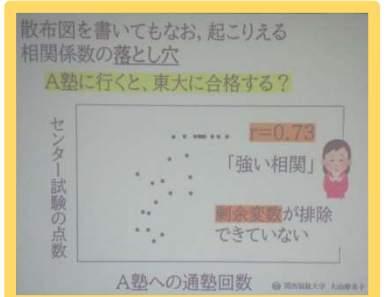 散布図を書いてもなお, 起こりえる
相関係数の落とし穴
A塾に行くと、東大に合格する？
センター試験の点数
r=0.73
「強い相関」
剰余変数が排除
できていない
A塾への通塾回数
関西福祉大学